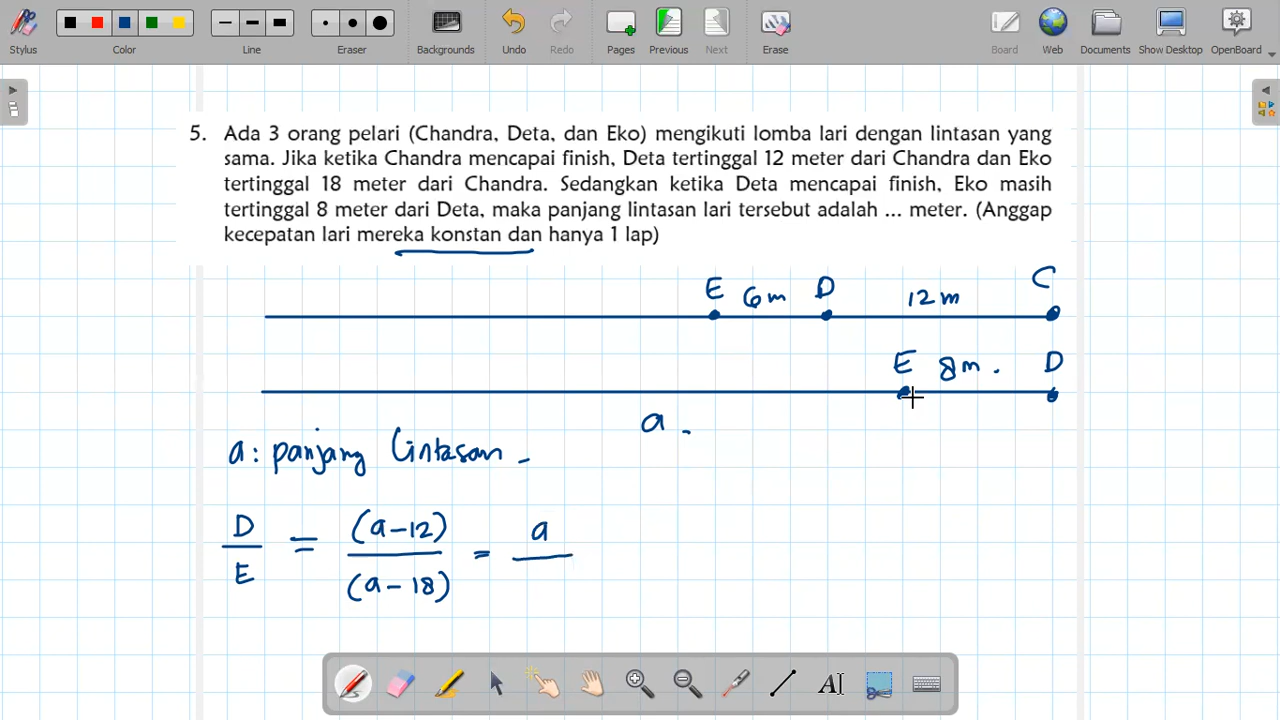 Stylus
Color
Line
Eraser
Backgrounds
Undo
Redo
Pages
Previous
Next
Erase
Board
Web
Documents
Show Desktop
OpenBoard
5. Ada 3 orang pelari (Chandra, Deta, dan Eko) mengikuti lomba lari dengan lintasan yang
sama. Jika ketika Chandra mencapai finish, Deta tertinggal 12 meter dari Chandra dan Eko
tertinggal 18 meter dari Chandra. Sedangkan ketika Deta mencapai finish, Eko masih
tertinggal 8 meter dari Deta, maka panjang lintasan lari tersebut adalah ... meter. (Anggap
kecepatan lari mereka konstan dan hanya 1 lap)
E 6m D 12m C
E 8m. D
a.
a: panjang lintasan -
D/E = (a-12)/(a-18) = a/
AI